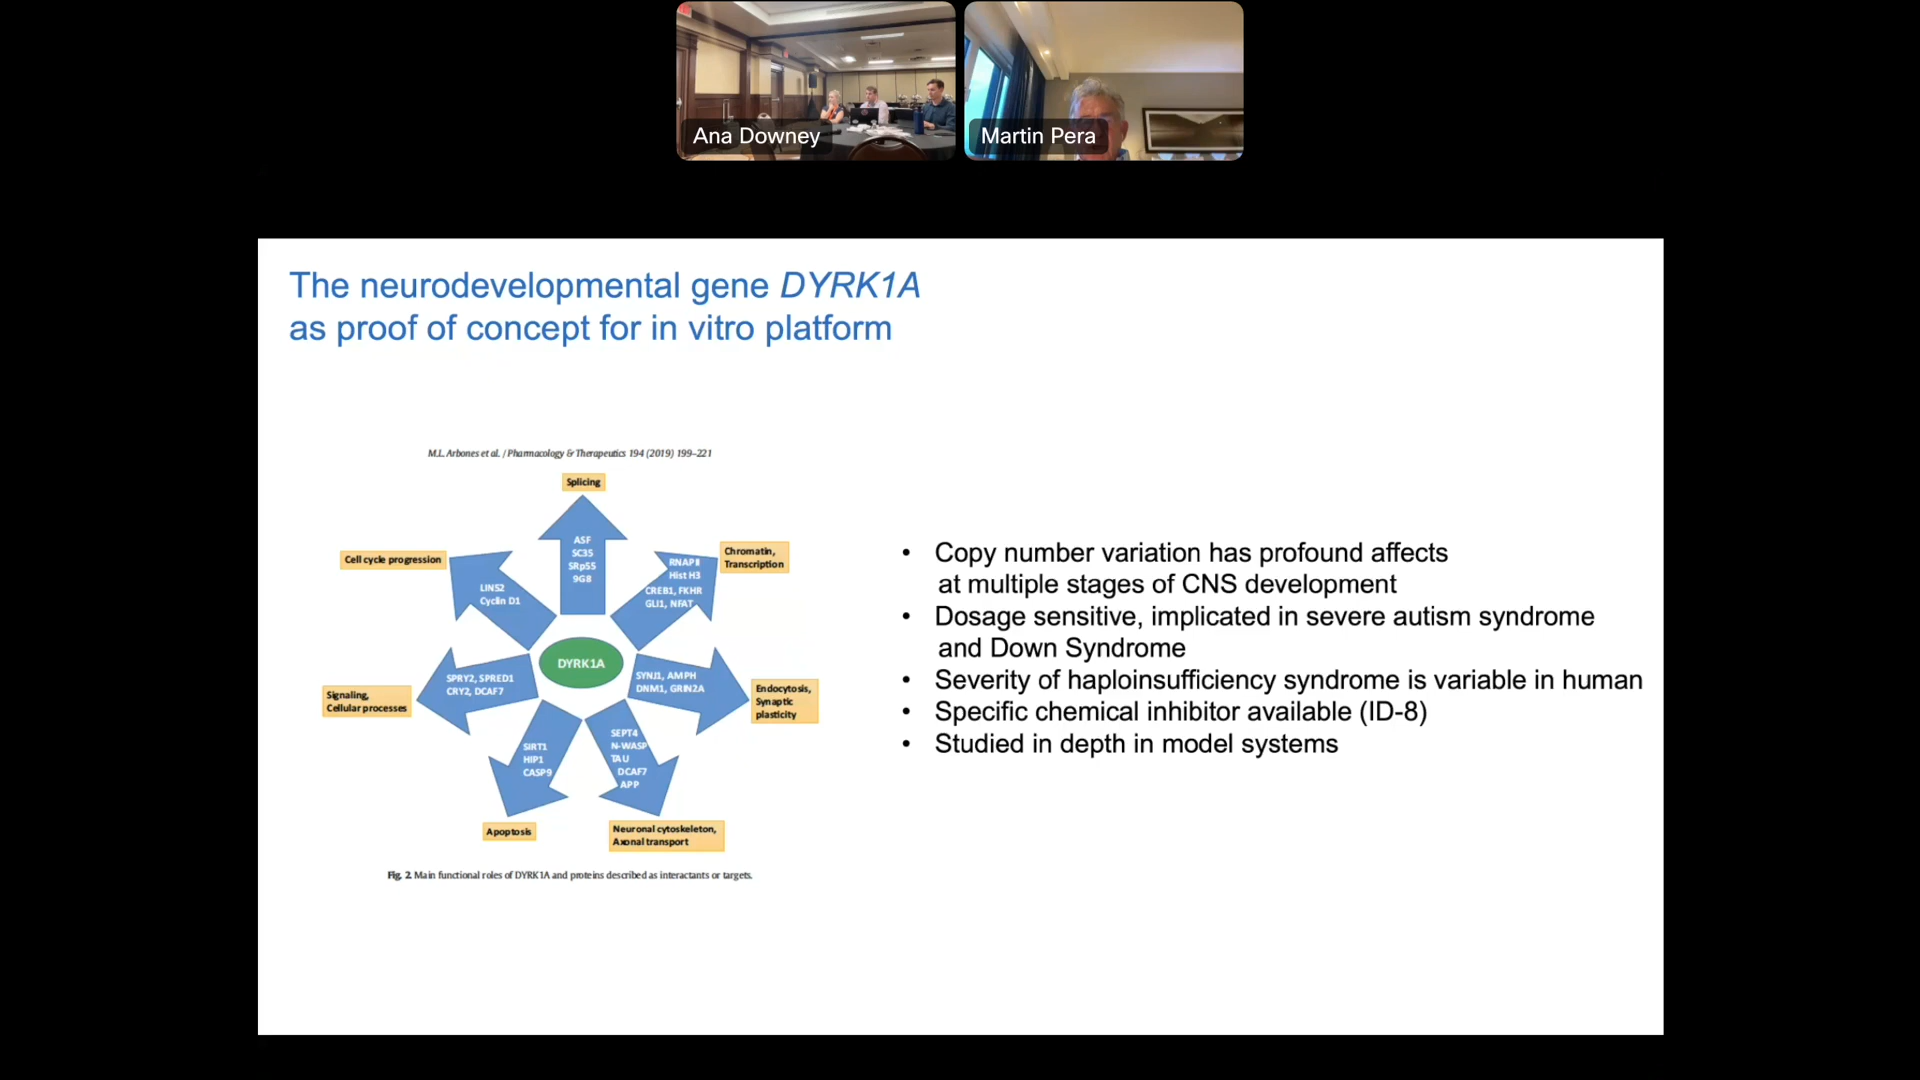 Ana Downey
Martin Pera
The neurodevelopmental gene DYRK1A
as proof of concept for in vitro platform
M.L. Arbones et al. / Pharmacology & Therapeutics 194 (2019) 199–221
Splicing
ASF
SC35
SRp55
9G8
Cell cycle progression
LIN52
Cyclin D1
Chromatin,
Transcription
RNAPII
Hist H3
CREB1, FKHR
GLI1, NFAT
DYRK1A
Signaling,
Cellular processes
SPRY2, SPRED1
CRY2, DCAF7
SYNJ1, AMPH
DNM1, GRIN2A
Endocytosis,
Synaptic
plasticity
SIRT1
HIP1
CASP9
SEPT4
N-WASP
TAU
DCAF7
APP
Apoptosis
Neuronal cytoskeleton,
Axonal transport
Fig. 2. Main functional roles of DYRK1A and proteins described as interactants or targets.
• Copy number variation has profound affects
at multiple stages of CNS development
• Dosage sensitive, implicated in severe autism syndrome
and Down Syndrome
• Severity of haploinsufficiency syndrome is variable in human
• Specific chemical inhibitor available (ID-8)
• Studied in depth in model systems